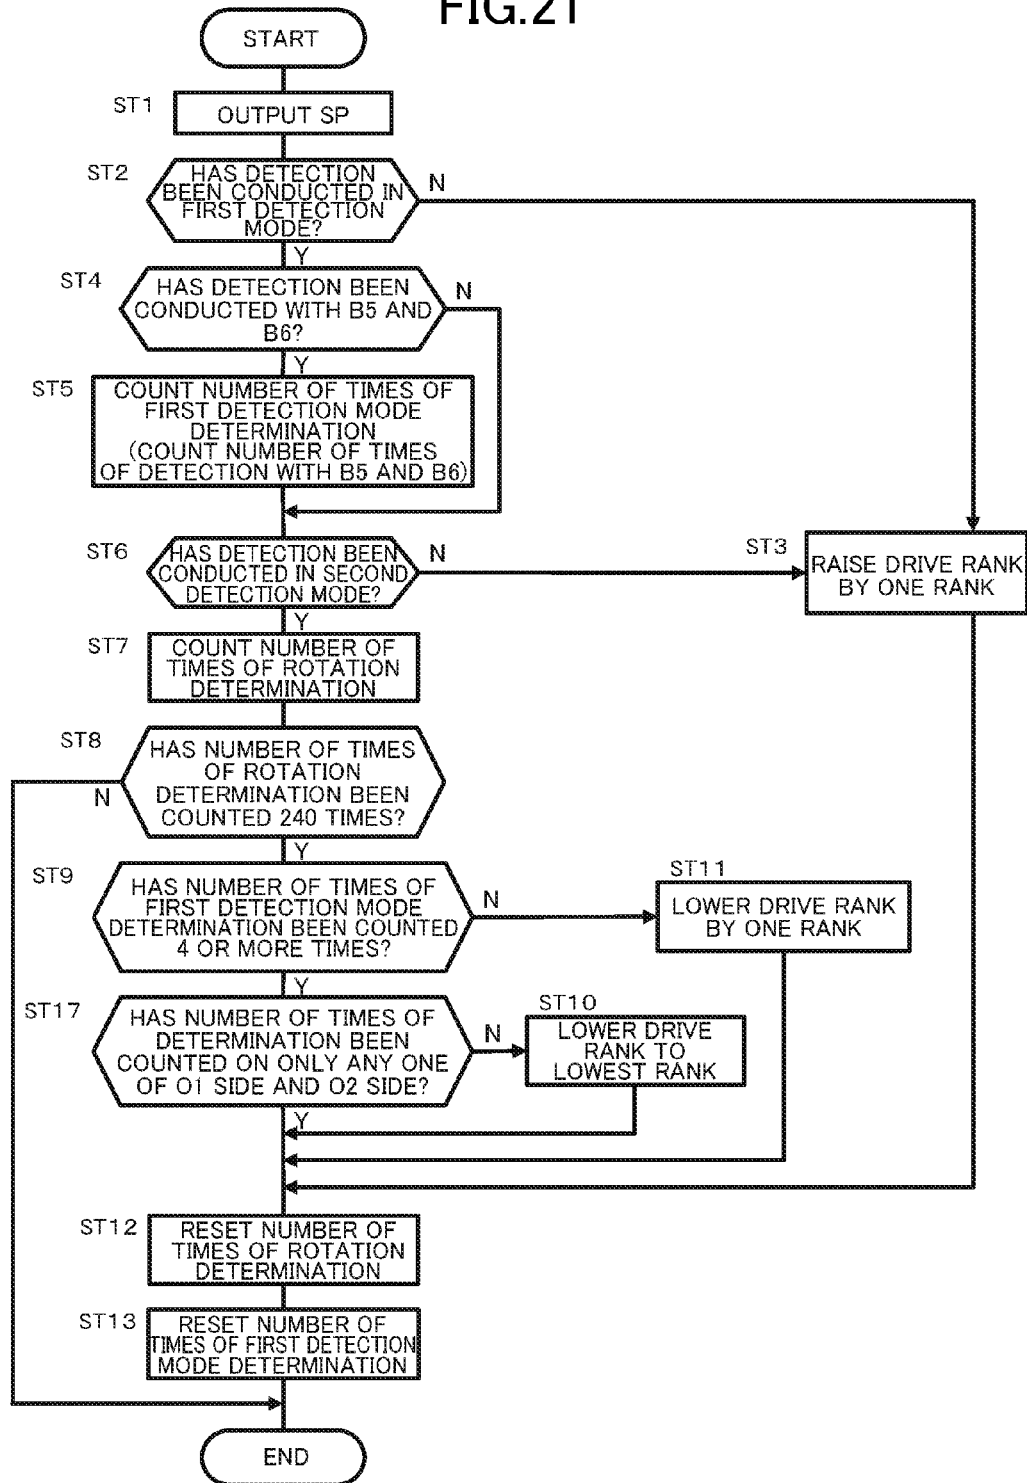 FIG.21
START
ST1
OUTPUT SP
ST2
HAS DETECTION
BEEN CONDUCTED IN
FIRST DETECTION
MODE?
N
Y
ST4
HAS DETECTION BEEN
CONDUCTED WITH B5 AND
B6?
N
Y
ST5
COUNT NUMBER OF TIMES OF
FIRST DETECTION MODE
DETERMINATION
(COUNT NUMBER OF TIMES
OF DETECTION WITH B5 AND B6)
ST6
HAS DETECTION BEEN
CONDUCTED IN SECOND
DETECTION MODE?
N
Y
ST3
RAISE DRIVE RANK
BY ONE RANK
ST7
COUNT NUMBER OF
TIMES OF ROTATION
DETERMINATION
ST8
HAS NUMBER OF TIMES
OF ROTATION
DETERMINATION BEEN
COUNTED 240 TIMES?
N
Y
ST9
HAS NUMBER OF TIMES OF
FIRST DETECTION MODE
DETERMINATION BEEN COUNTED
4 OR MORE TIMES?
N
Y
ST11
LOWER DRIVE RANK
BY ONE RANK
ST17
HAS NUMBER OF TIMES OF
DETERMINATION BEEN
COUNTED ON ONLY ANY ONE
OF O1 SIDE AND O2 SIDE?
N
Y
ST10
LOWER DRIVE
RANK TO
LOWEST RANK
ST12
RESET NUMBER OF
TIMES OF ROTATION
DETERMINATION
ST13
RESET NUMBER OF
TIMES OF FIRST DETECTION
MODE DETERMINATION
END